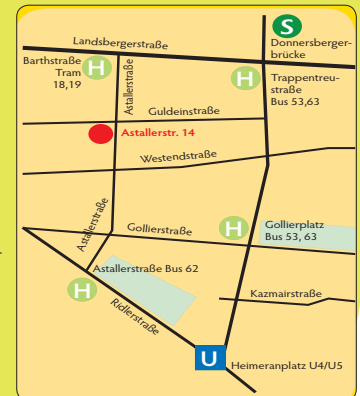 S
Landsbergerstraße
Donnersberger-
brücke
Barthstraße
Tram
18,19
H
Astallerstraße
H
Trappentreu-
straße
Bus 53,63
Guldeinstraße
Astallerstr. 14
Westendstraße
Astallerstraße
Gollierstraße
H
Gollierplatz
Bus 53, 63
Astallerstraße Bus 62
H
Ridlerstraße
Kazmairstraße
U
Heimeranplatz U4/U5